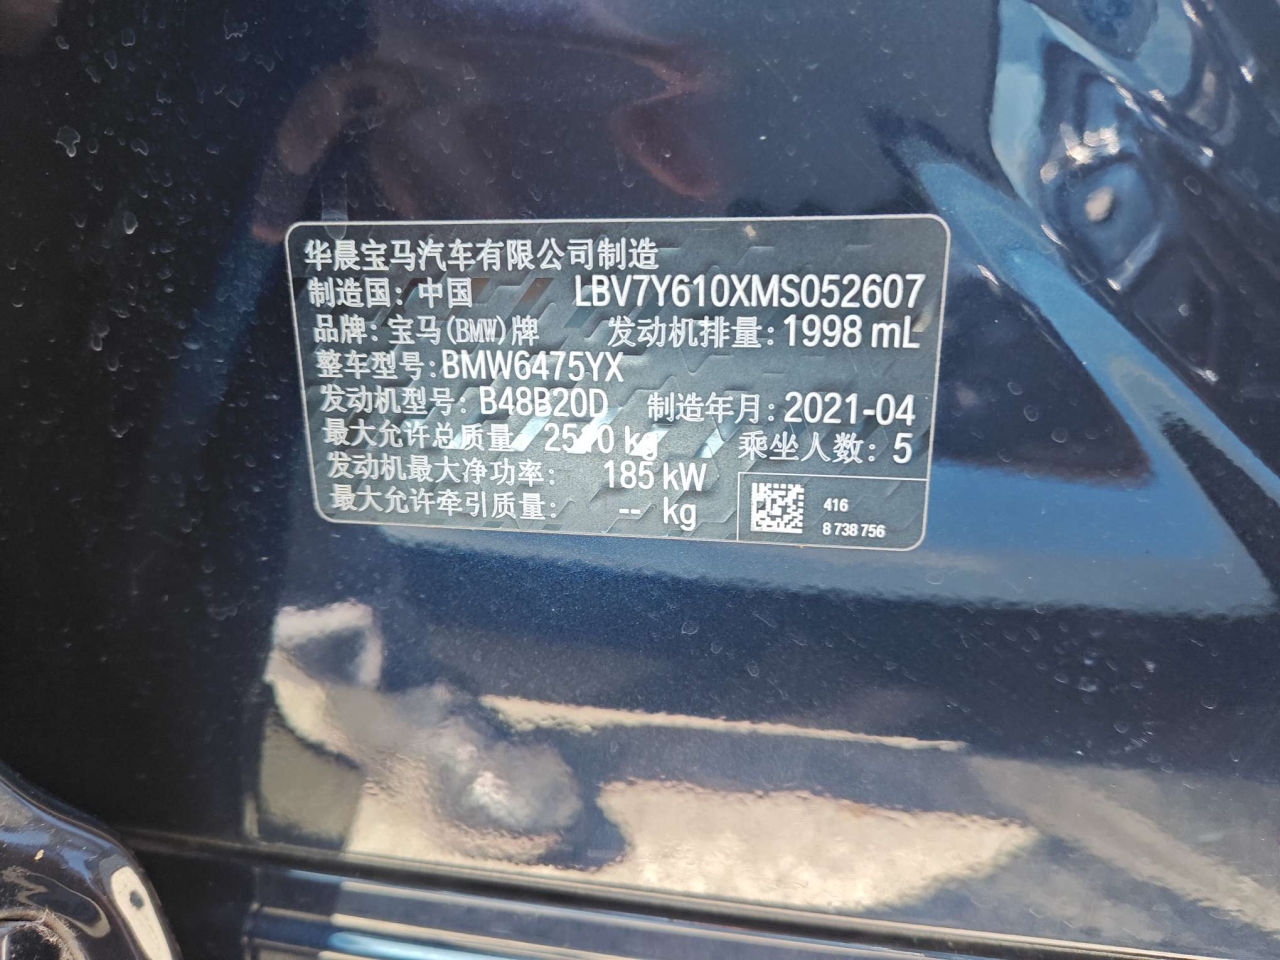 华晨宝马汽车有限公司制造
制造国: 中国 LBV7Y610XMS052607
品牌: 宝马(BMW)牌 发动机排量: 1998 mL
整车型号: BMW6475YX
发动机型号: B48B20D 制造年月: 2021-04
最大允许总质量 kg 乘坐人数: 5
发动机最大净功率: 185 kW
最大允许牵引质量: -- kg
416
8 738 756